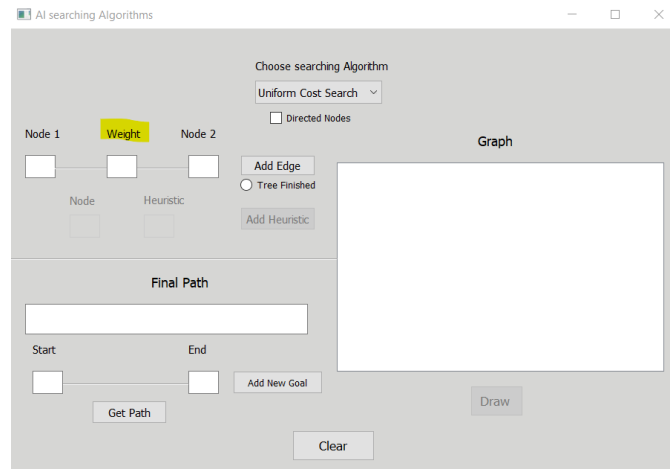 AI searching Algorithms
Choose searching Algorithm
Uniform Cost Search
Directed Nodes
Node 1 Weight Node 2
Add Edge
Tree Finished
Node Heuristic
Add Heuristic
Graph
Final Path
Start End
Add New Goal
Get Path
Draw
Clear